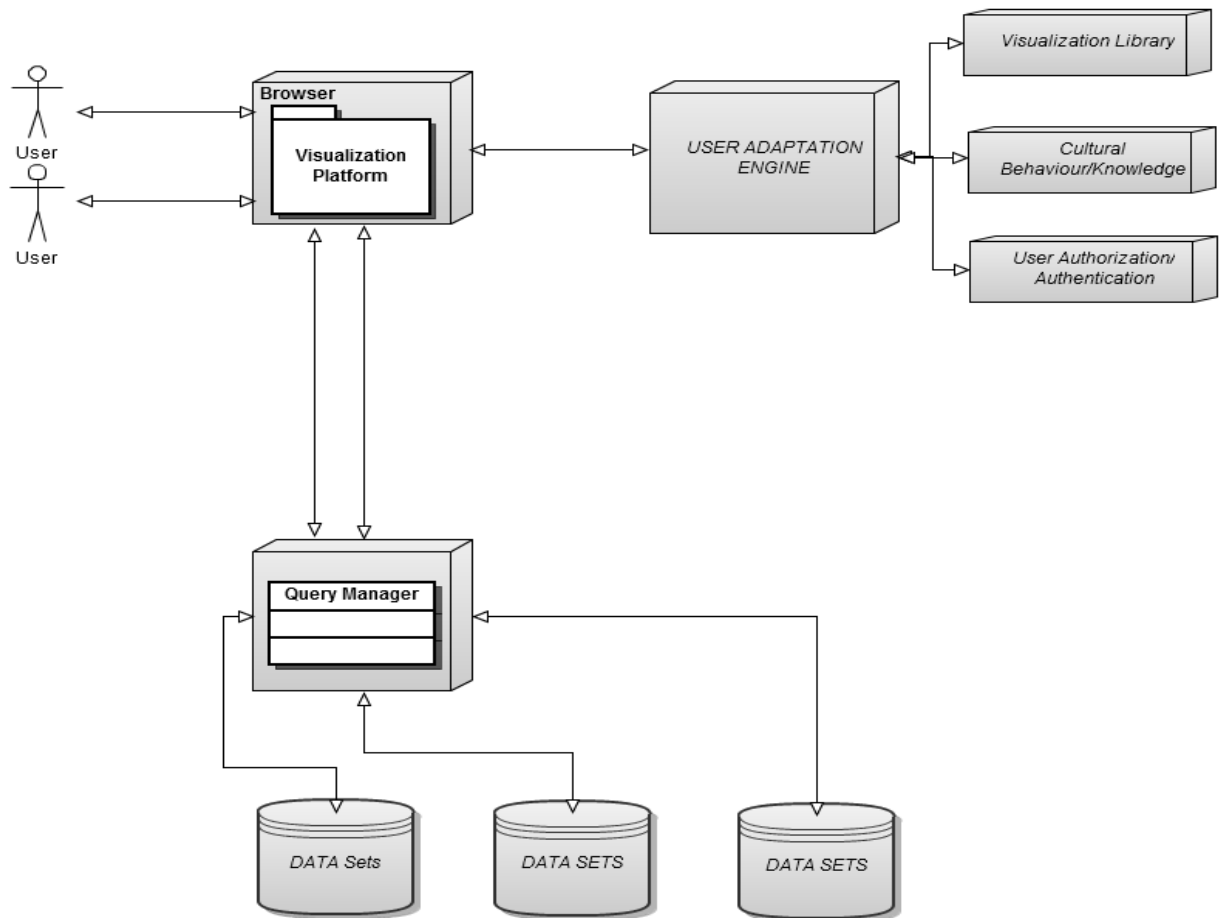 User
User
Browser
Visualization
Platform
USER ADAPTATION
ENGINE
Visualization Library
Cultural
Behaviour/Knowledge
User Authorization/
Authentication
Query Manager
DATA Sets
DATA SETS
DATA SETS